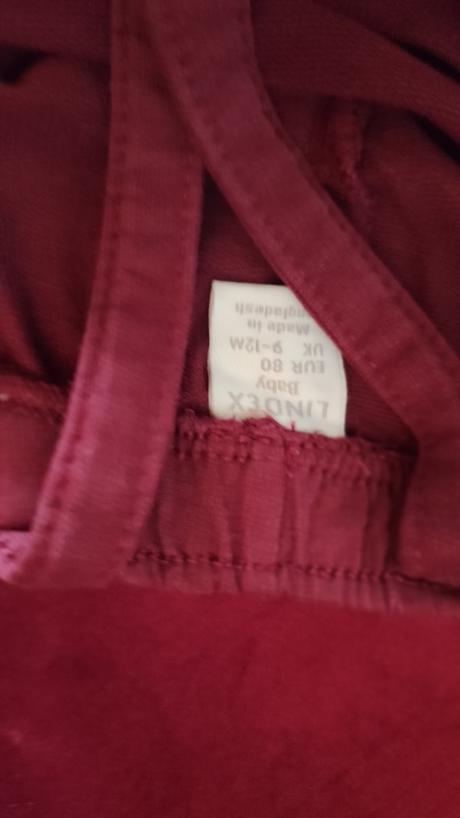 LINDEX
Baby
EUR 80
UK 9-12M
Made in